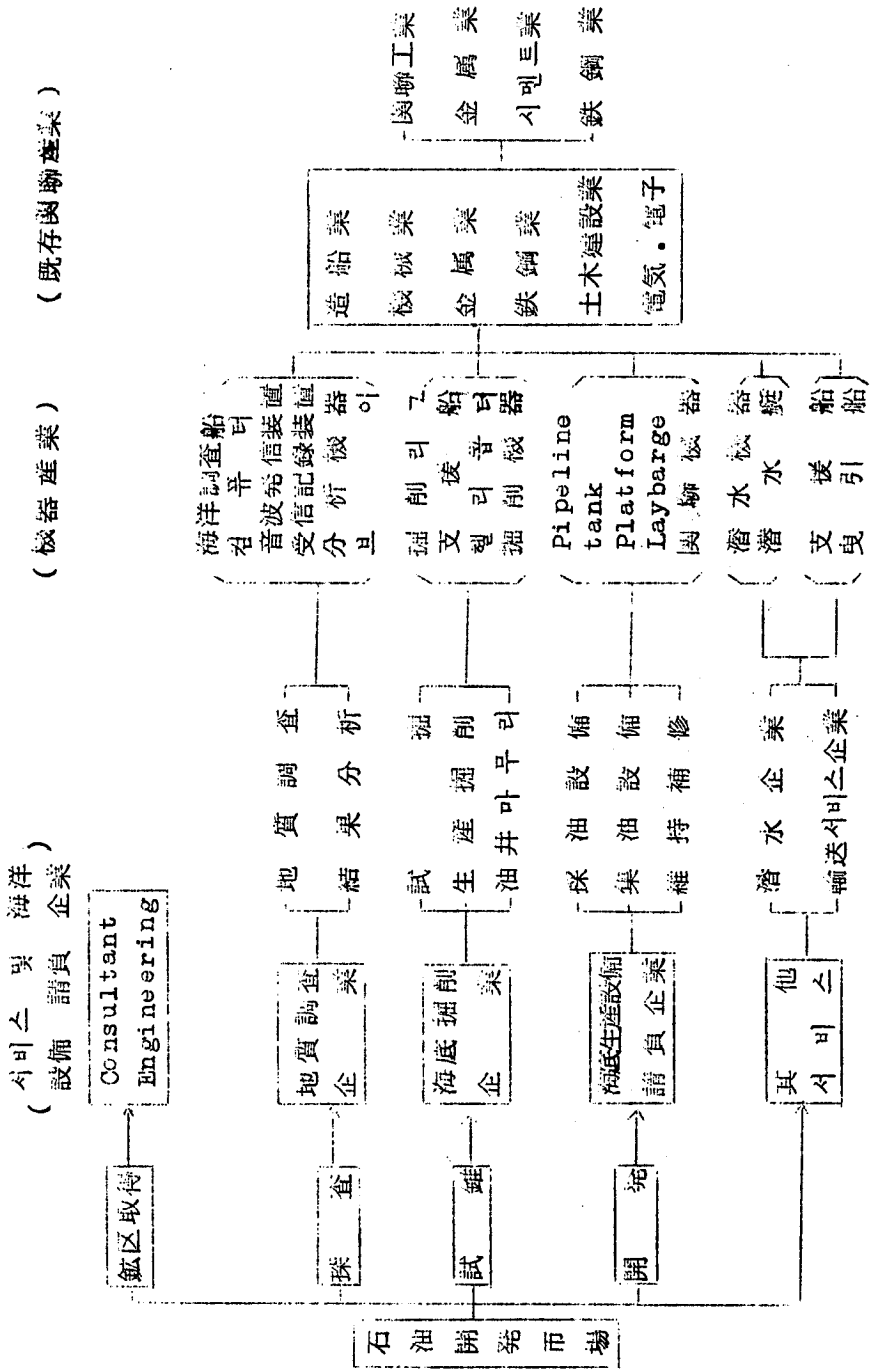 (서비스 및 海洋
設備 請負 企業)
(機器産業)
(既存関聯産業)
石油開発市場
鉱区取得
Consultant
Engineering
探査
地質調査
企業
地質調査
結果分析
海洋調査船
컴퓨터
音波発信装置
受信記録装置
分析機器
브이
試錐
海底掘削
企業
試掘削
生産掘削
油井마무리
掘削리그
支援船
헬리콥터
掘削機器
開発
海底生産設備
請負企業
採油設備
集油設備
維持補修
Pipeline
tank
Platform
Laybarge
関聯機器
其他
서비스
潜水企業
輸送서비스企業
潜水機器
潜水艇
支援船
曳引船
造船業
機械業
金属業
鉄鋼業
土木建設業
電気.電子
関聯工業
金属業
시멘트業
鉄鋼業